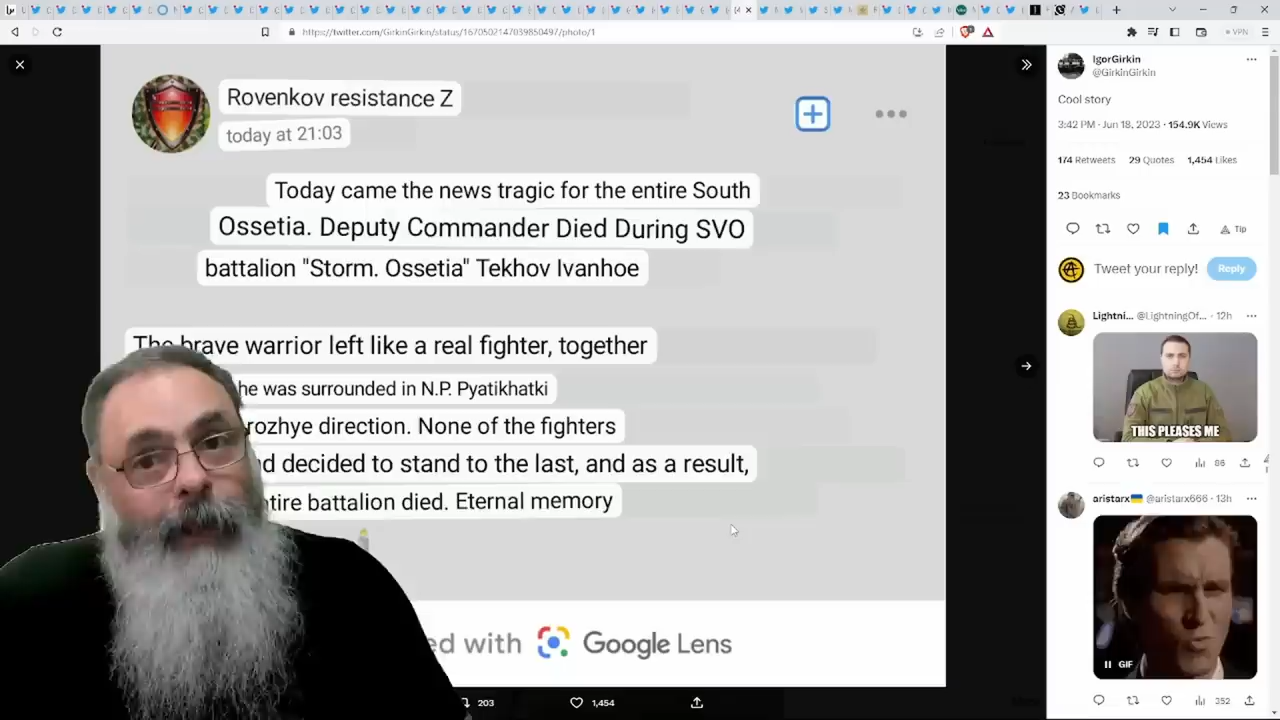 https://twitter.com/GirkinGirkin/status/1670502147039850497/photo/1
VPN
Rovenkov resistance Z
today at 21:03
Today came the news tragic for the entire South
Ossetia. Deputy Commander Died During SVO
battalion "Storm. Ossetia" Tekhov Ivanhoe
The brave warrior left like a real fighter, together
he was surrounded in N.P. Pyatikhatki
rozhye direction. None of the fighters
d decided to stand to the last, and as a result,
tire battalion died. Eternal memory
ed with Google Lens
203
1,454
IgorGirkin
@GirkinGirkin
Cool story
3:42 PM · Jun 18, 2023 · 154.9K Views
174 Retweets 29 Quotes 1,454 Likes
23 Bookmarks
Tip
Tweet your reply!
Reply
Lightni... @LightningOf... · 12h
THIS PLEASES ME
86
aristarx @aristarx666 · 13h
GIF
352